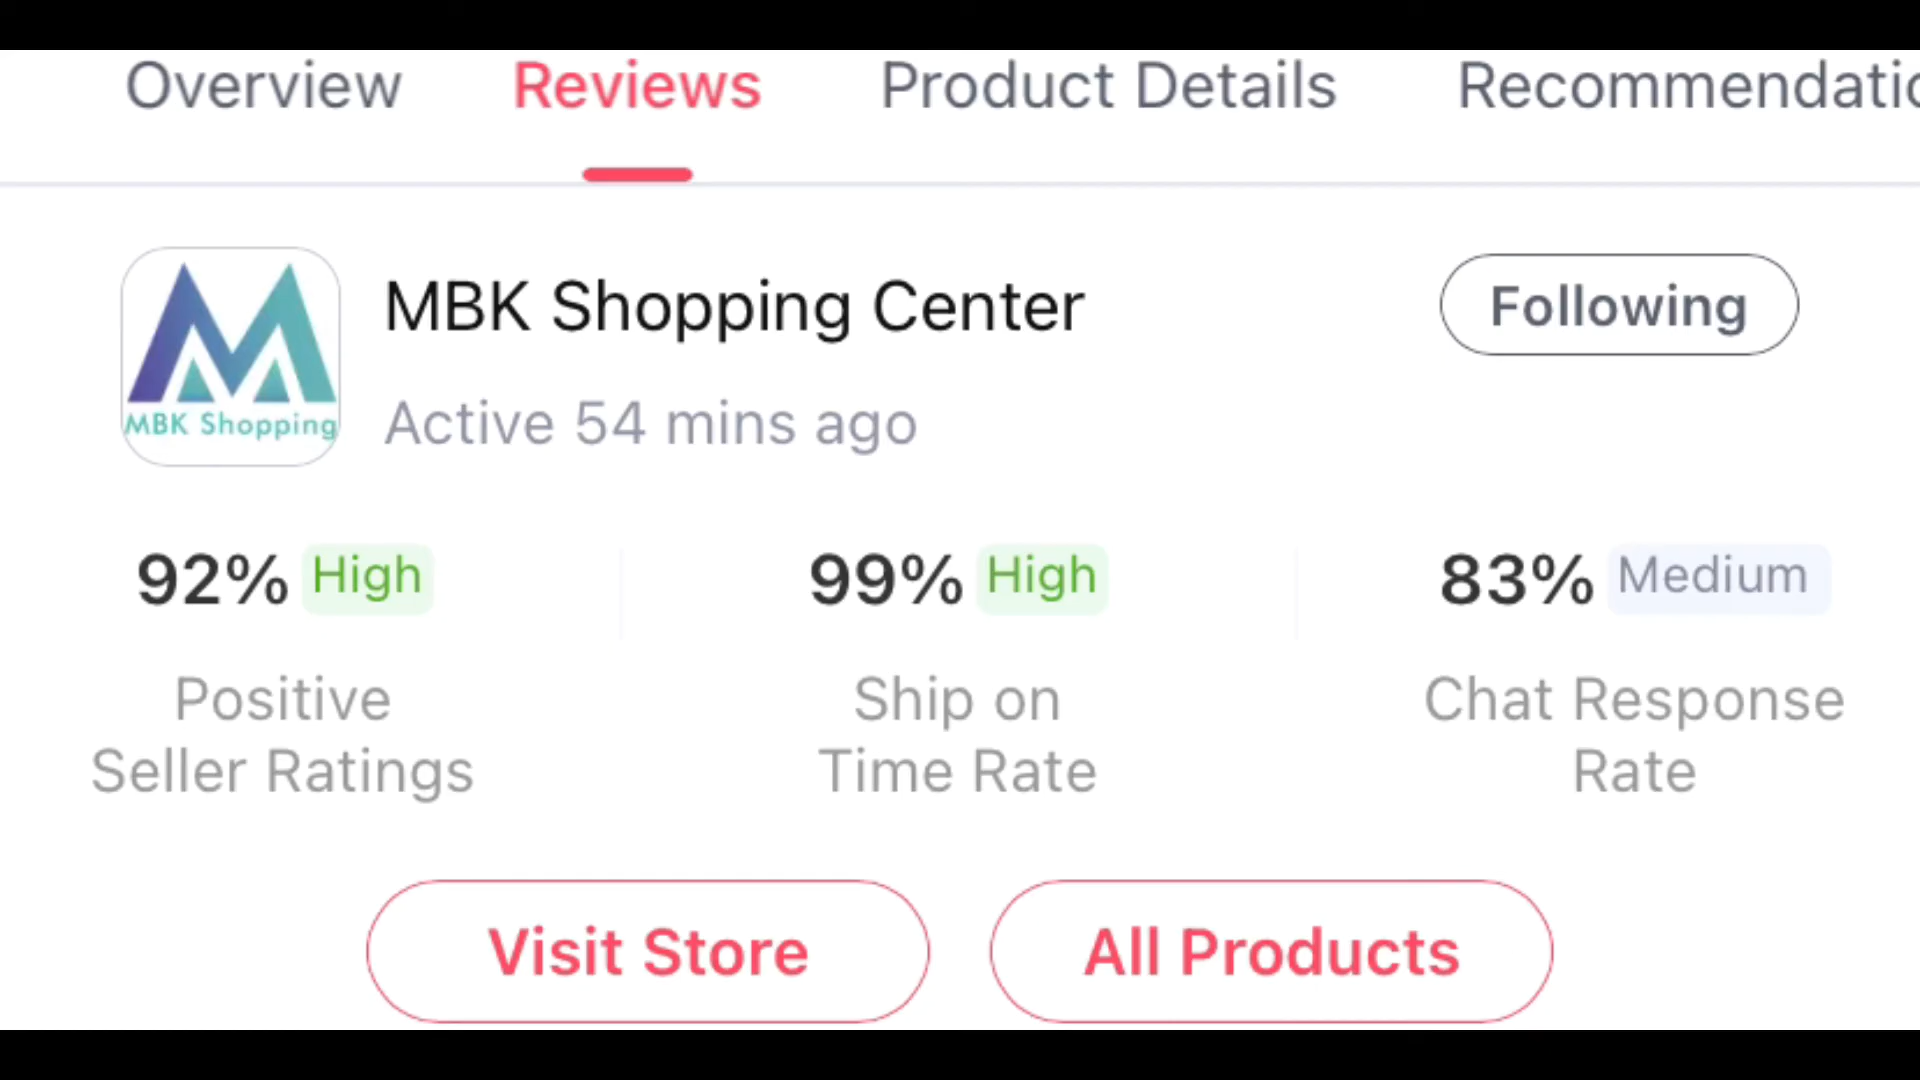 Overview Reviews Product Details Recommendatio
MBK Shopping Center
Following
MBK Shopping
Active 54 mins ago
92% High
99% High
83% Medium
Positive
Seller Ratings
Ship on
Time Rate
Chat Response
Rate
Visit Store
All Products